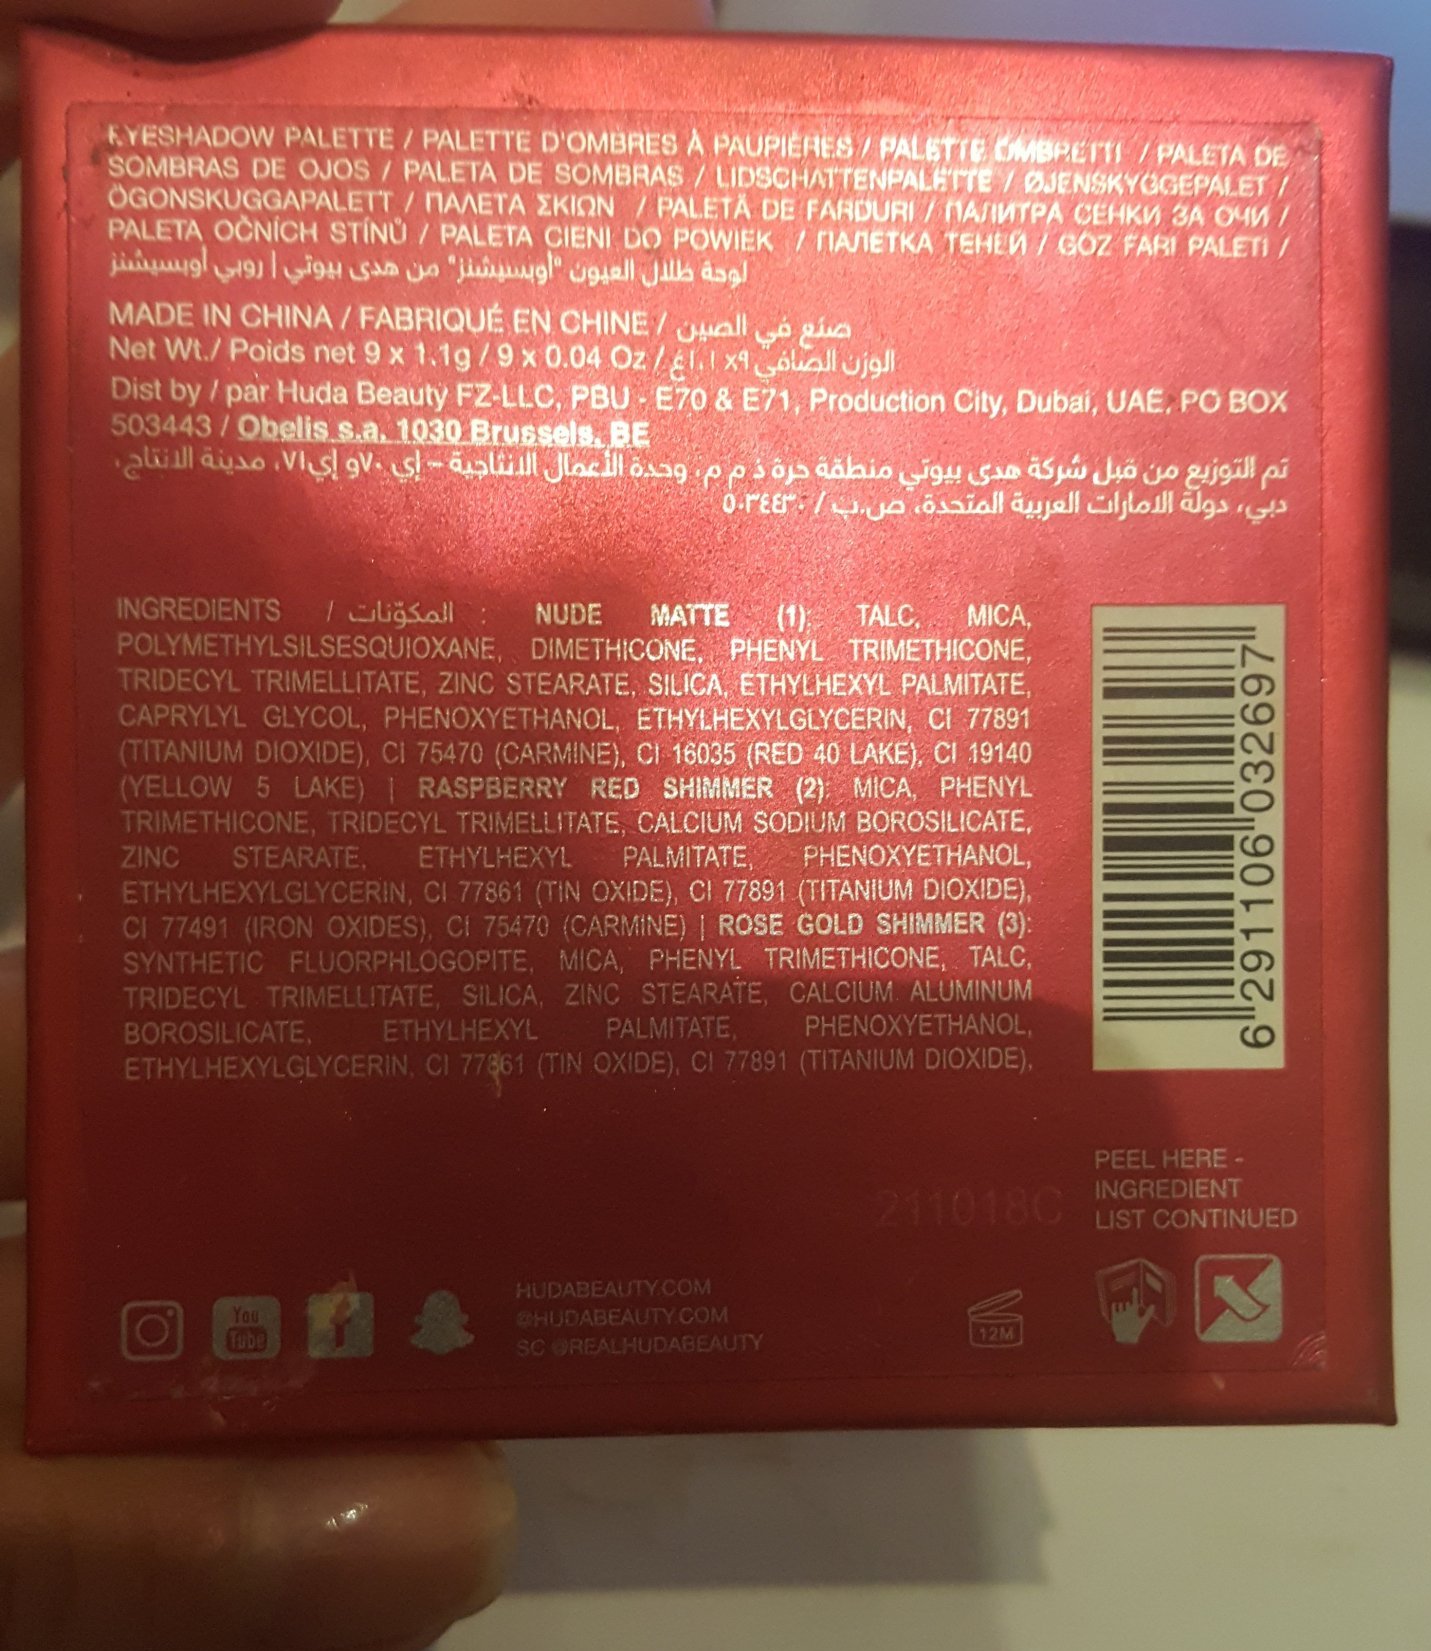 EYESHADOW PALETTE / PALETTE D'OMBRES À PAUPIÈRES / PALETTE OMBRETTI / PALETA DE
SOMBRAS DE OJOS / PALETA DE SOMBRAS / LIDSCHATTENPALETTE / ØJENSKYGGEPALET /
ÖGONSKUGGAPALETT / ΠΑΛΕΤΑ ΣΚΙΩΝ / PALETĂ DE FARDURI / ПАЛИТРА СЕНКИ ЗА ОЧИ /
PALETA OČNÍCH STÍNŮ / PALETA CIENI DO POWIEK / ПАЛЕТКА ТЕНЕЙ / GÖZ FARI PALETI /
لوحة ظلال العيون "أوبسيشنز" من هدى بيوتي | روبي أوبسيشنز
MADE IN CHINA / FABRIQUÉ EN CHINE / صنع في الصين
Net Wt./ Poids net 9 x 1.1g / 9 x 0.04 Oz / الوزن الصافي ٩x ١.١غ
Dist by / par Huda Beauty FZ-LLC, PBU - E70 & E71, Production City, Dubai, UAE, PO BOX
503443 / Obelis s.a. 1030 Brussels, BE
تم التوزيع من قبل شركة هدى بيوتي منطقة حرة ذ م م، وحدة الأعمال الانتاجية – إي ٧٠ و إي ٧١، مدينة الانتاج،
دبي، دولة الامارات العربية المتحدة، ص.ب / ٥٠٣٤٤٣٠
INGREDIENTS / المكوّنات : NUDE MATTE (1): TALC, MICA,
POLYMETHYLSILSESQUIOXANE, DIMETHICONE, PHENYL TRIMETHICONE,
TRIDECYL TRIMELLITATE, ZINC STEARATE, SILICA, ETHYLHEXYL PALMITATE,
CAPRYLYL GLYCOL, PHENOXYETHANOL, ETHYLHEXYLGLYCERIN, CI 77891
(TITANIUM DIOXIDE), CI 75470 (CARMINE), CI 16035 (RED 40 LAKE), CI 19140
(YELLOW 5 LAKE) | RASPBERRY RED SHIMMER (2): MICA, PHENYL
TRIMETHICONE, TRIDECYL TRIMELLITATE, CALCIUM SODIUM BOROSILICATE,
ZINC STEARATE, ETHYLHEXYL PALMITATE, PHENOXYETHANOL,
ETHYLHEXYLGLYCERIN, CI 77861 (TIN OXIDE), CI 77891 (TITANIUM DIOXIDE),
CI 77491 (IRON OXIDES), CI 75470 (CARMINE) | ROSE GOLD SHIMMER (3):
SYNTHETIC FLUORPHLOGOPITE, MICA, PHENYL TRIMETHICONE, TALC,
TRIDECYL TRIMELLITATE, SILICA, ZINC STEARATE, CALCIUM ALUMINUM
BOROSILICATE, ETHYLHEXYL PALMITATE, PHENOXYETHANOL,
ETHYLHEXYLGLYCERIN, CI 77861 (TIN OXIDE), CI 77891 (TITANIUM DIOXIDE),
6 291106 032697
PEEL HERE -
INGREDIENT
LIST CONTINUED
211018C
You
Tube
f
HUDABEAUTY.COM
@HUDABEAUTY.COM
SC @REALHUDABEAUTY
12M